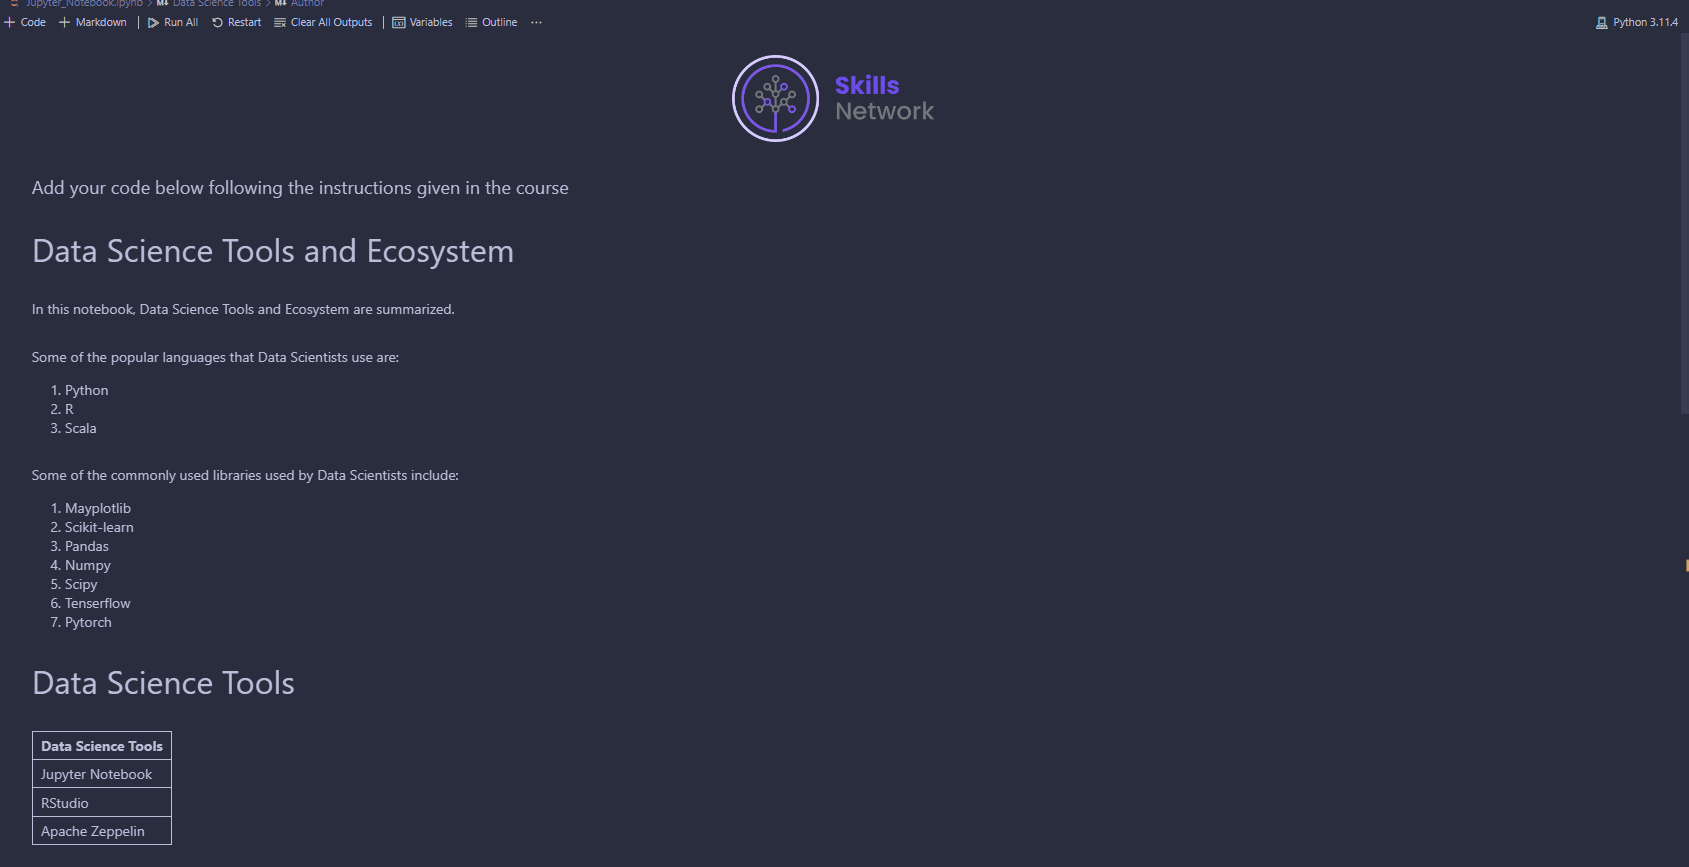 Jupyter_Notebook.ipynb > M↓ Data Science Tools > M↓ Author
+ Code + Markdown | Run All Restart Clear All Outputs | Variables Outline ··· Python 3.11.4
Skills
Network
Add your code below following the instructions given in the course
Data Science Tools and Ecosystem
In this notebook, Data Science Tools and Ecosystem are summarized.
Some of the popular languages that Data Scientists use are:
1. Python
2. R
3. Scala
Some of the commonly used libraries used by Data Scientists include:
1. Mayplotlib
2. Scikit-learn
3. Pandas
4. Numpy
5. Scipy
6. Tenserflow
7. Pytorch
Data Science Tools
Data Science Tools
Jupyter Notebook
RStudio
Apache Zeppelin